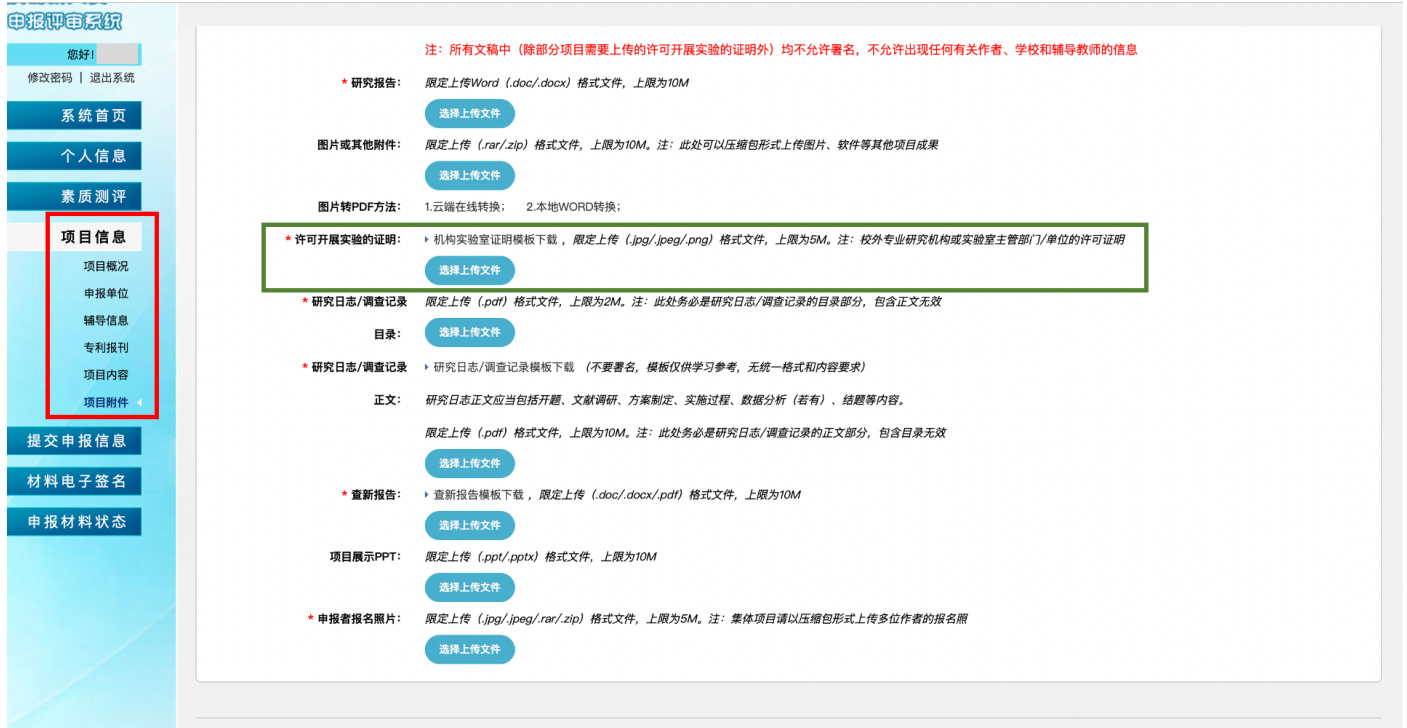 申报评审系统
您好!
修改密码 | 退出系统
系统首页
个人信息
素质测评
项目信息
项目概况
申报单位
辅导信息
专利报刊
项目内容
项目附件
提交申报信息
材料电子签名
申报材料状态
注：所有文稿中（除部分项目需要上传的许可开展实验的证明外）均不允许署名，不允许出现任何有关作者、学校和辅导教师的信息
* 研究报告： 限定上传Word（.doc/.docx）格式文件，上限为10M
选择上传文件
图片或其他附件： 限定上传（.rar/.zip）格式文件，上限为10M。注：此处可以压缩包形式上传图片、软件等其他项目成果
选择上传文件
图片转PDF方法： 1.云端在线转换； 2.本地WORD转换；
* 许可开展实验的证明： 机构实验室证明模板下载 ，限定上传（.jpg/.jpeg/.png）格式文件，上限为5M。注：校外专业研究机构或实验室主管部门/单位的许可证明
选择上传文件
* 研究日志/调查记录 限定上传（.pdf）格式文件，上限为2M。注：此处务必是研究日志/调查记录的目录部分，包含正文无效
目录： 选择上传文件
* 研究日志/调查记录 研究日志/调查记录模板下载 （不要署名，模板仅供学习参考，无统一格式和内容要求）
正文： 研究日志正文应当包括开题、文献调研、方案制定、实施过程、数据分析（若有）、结题等内容。
限定上传（.pdf）格式文件，上限为10M。注：此处务必是研究日志/调查记录的正文部分，包含目录无效
选择上传文件
* 查新报告： 查新报告模板下载 ，限定上传（.doc/.docx/.pdf）格式文件，上限为10M
选择上传文件
项目展示PPT： 限定上传（.ppt/.pptx）格式文件，上限为10M
选择上传文件
* 申报者报名照片： 限定上传（.jpg/.jpeg/.rar/.zip）格式文件，上限为5M。注：集体项目请以压缩包形式上传多位作者的报名照
选择上传文件